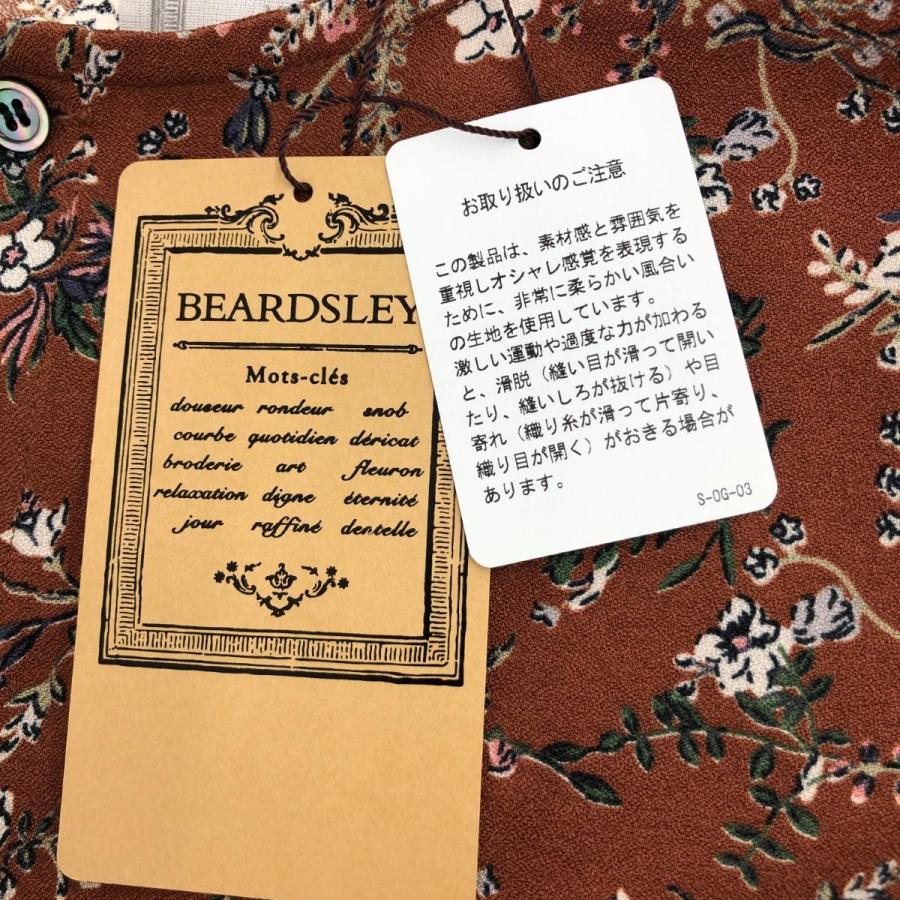 BEARDSLEY
Mots-clés
douseur rondeur snob
courbe quotidien déricat
broderie art fleuron
relaxation digne éternité
jour raffiné dentelle
お取り扱いのご注意
この製品は、素材感と雰囲気を
重視しオシャレ感覚を表現する
ために、非常に柔らかい風合い
の生地を使用しています。
激しい運動や過度な力が加わる
と、滑脱（縫い目が滑って開い
たり、縫いしろが抜ける）や目
寄れ（織り糸が滑って片寄り、
織り目が開く）がおきる場合が
あります。
S-OG-03